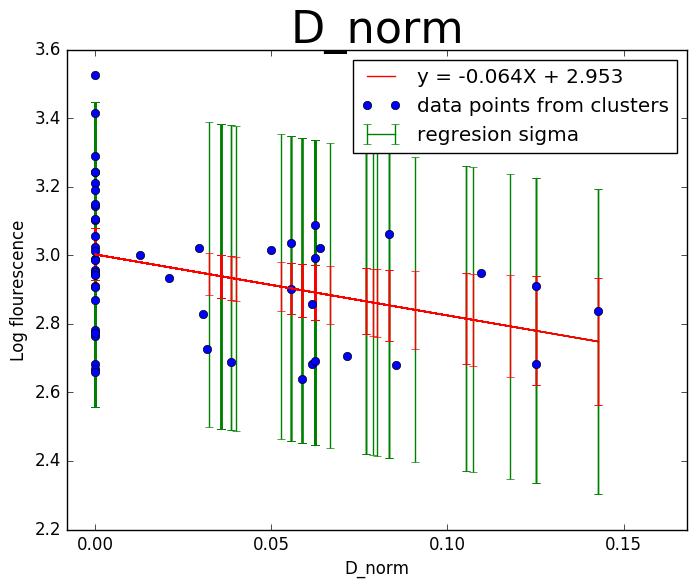 D_norm
3.6
y = -0.064X + 2.953
data points from clusters
regresion sigma
3.4
3.2
3.0
2.8
2.6
2.4
2.2
Log flourescence
0.00 0.05 0.10 0.15
D_norm